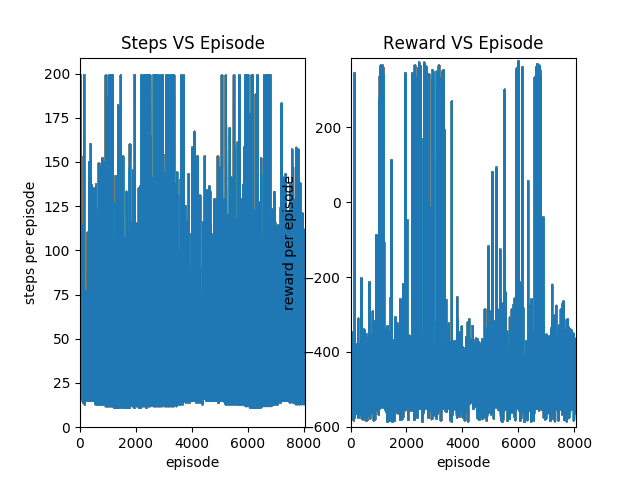 Steps VS Episode
200
175
150
125
100
75
50
25
0
steps per episode
0 2000 4000 6000 8000
episode
Reward VS Episode
200
0
−200
−400
−600
reward per episode
0 2000 4000 6000 8000
episode